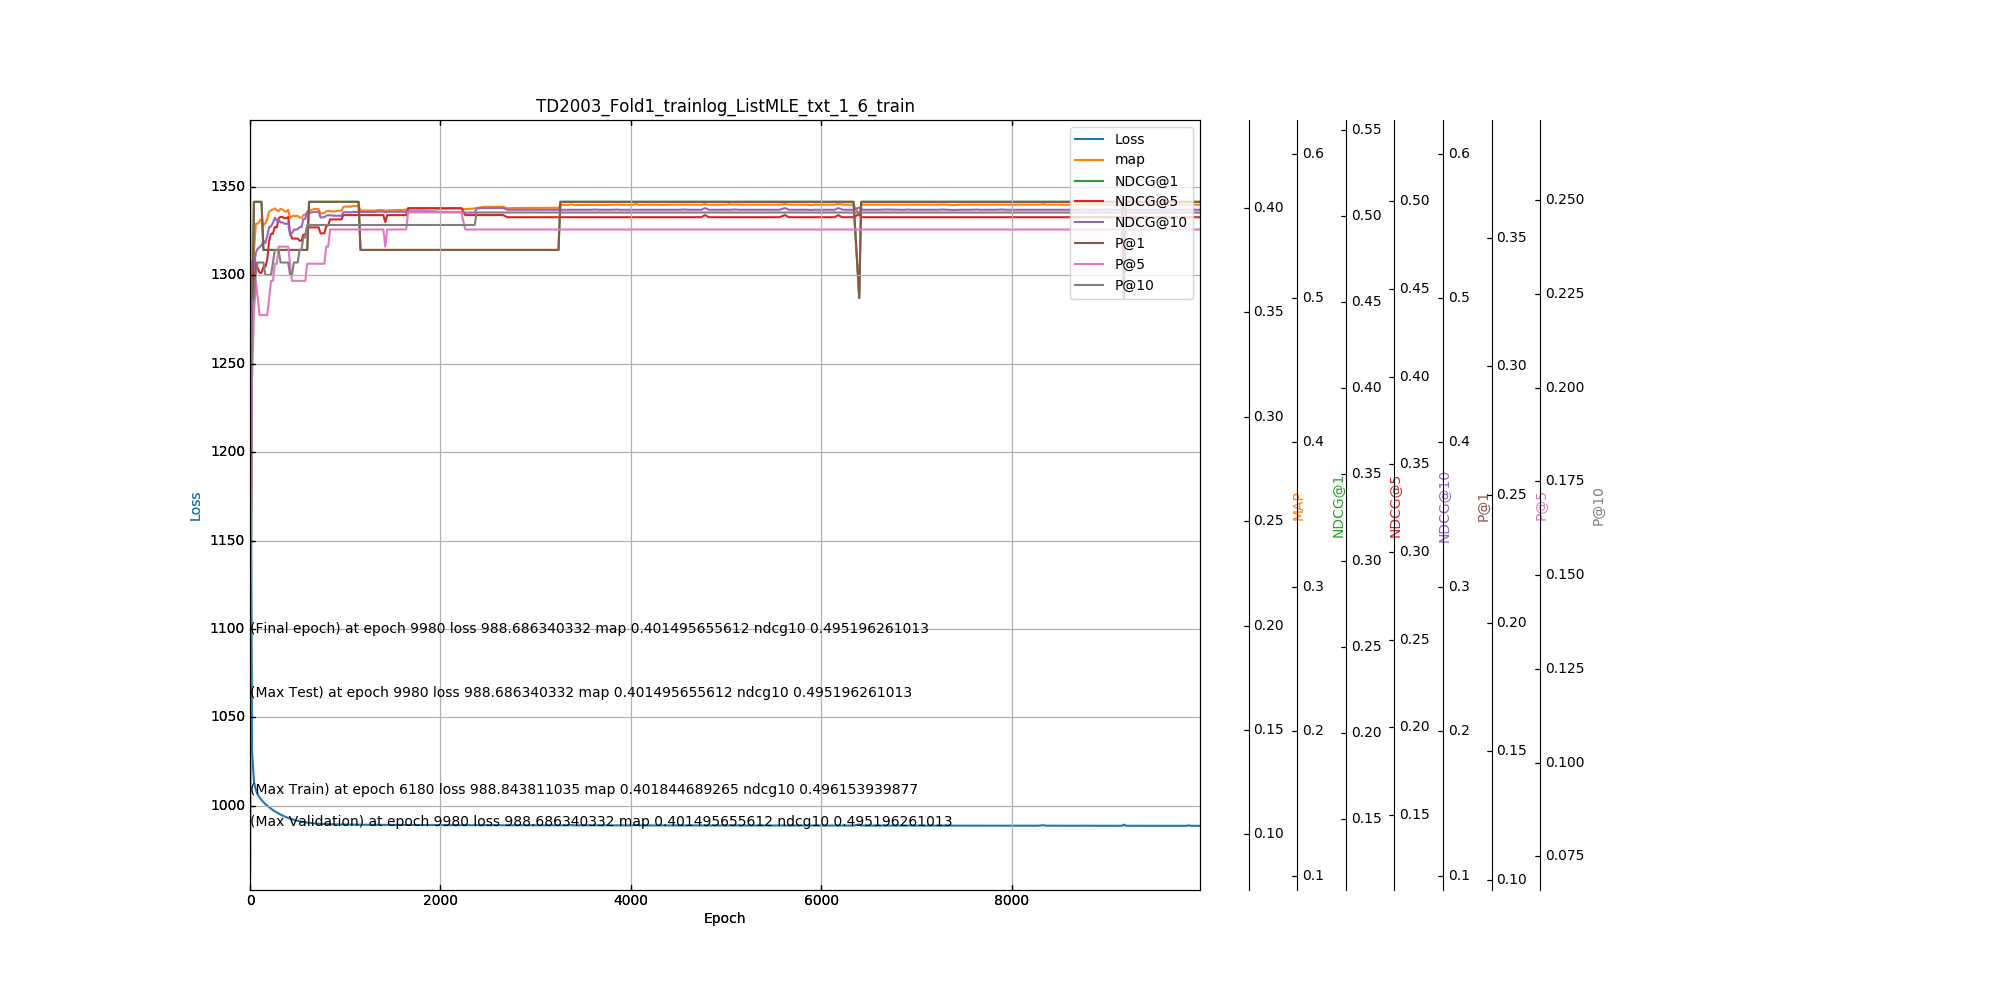 TD2003_Fold1_trainlog_ListMLE_txt_1_6_train
Loss
map
NDCG@1
NDCG@5
NDCG@10
P@1
P@5
P@10
1350
1300
1250
1200
1150
1100
1050
1000
Loss
(Final epoch) at epoch 9980 loss 988.686340332 map 0.401495655612 ndcg10 0.495196261013
(Max Test) at epoch 9980 loss 988.686340332 map 0.401495655612 ndcg10 0.495196261013
(Max Train) at epoch 6180 loss 988.843811035 map 0.401844689265 ndcg10 0.496153939877
(Max Validation) at epoch 9980 loss 988.686340332 map 0.401495655612 ndcg10 0.495196261013
0 2000 4000 6000 8000
Epoch
0.40
0.35
0.30
0.25
0.20
0.15
0.10
MAP
0.6
0.5
0.4
0.3
0.2
0.1
NDCG@1
0.55
0.50
0.45
0.40
0.35
0.30
0.25
0.20
0.15
NDCG@5
0.50
0.45
0.40
0.35
0.30
0.25
0.20
0.15
NDCG@10
0.6
0.5
0.4
0.3
0.2
0.1
P@1
0.35
0.30
0.25
0.20
0.15
0.10
P@5
0.250
0.225
0.200
0.175
0.150
0.125
0.100
0.075
P@10